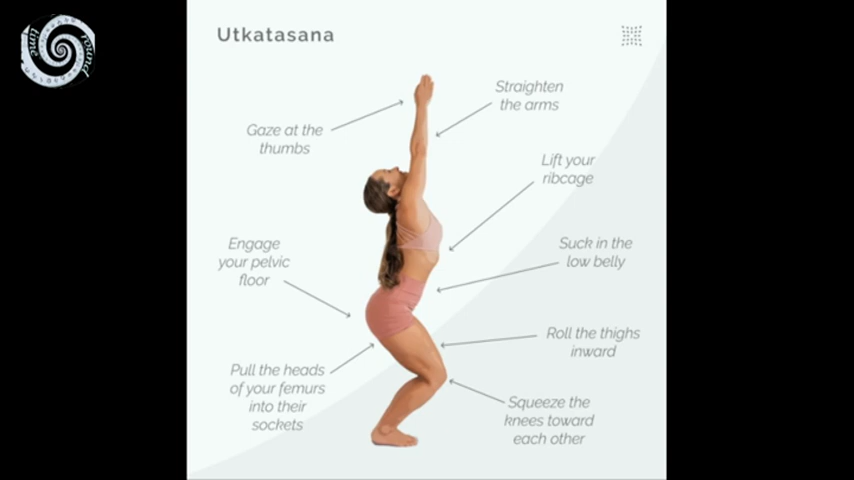 time
round
Utkatasana
Straighten
the arms
Gaze at the
thumbs
Lift your
ribcage
Engage
your pelvic
floor
Suck in the
low belly
Roll the thighs
inward
Pull the heads
of your femurs
into their
sockets
Squeeze the
knees toward
each other